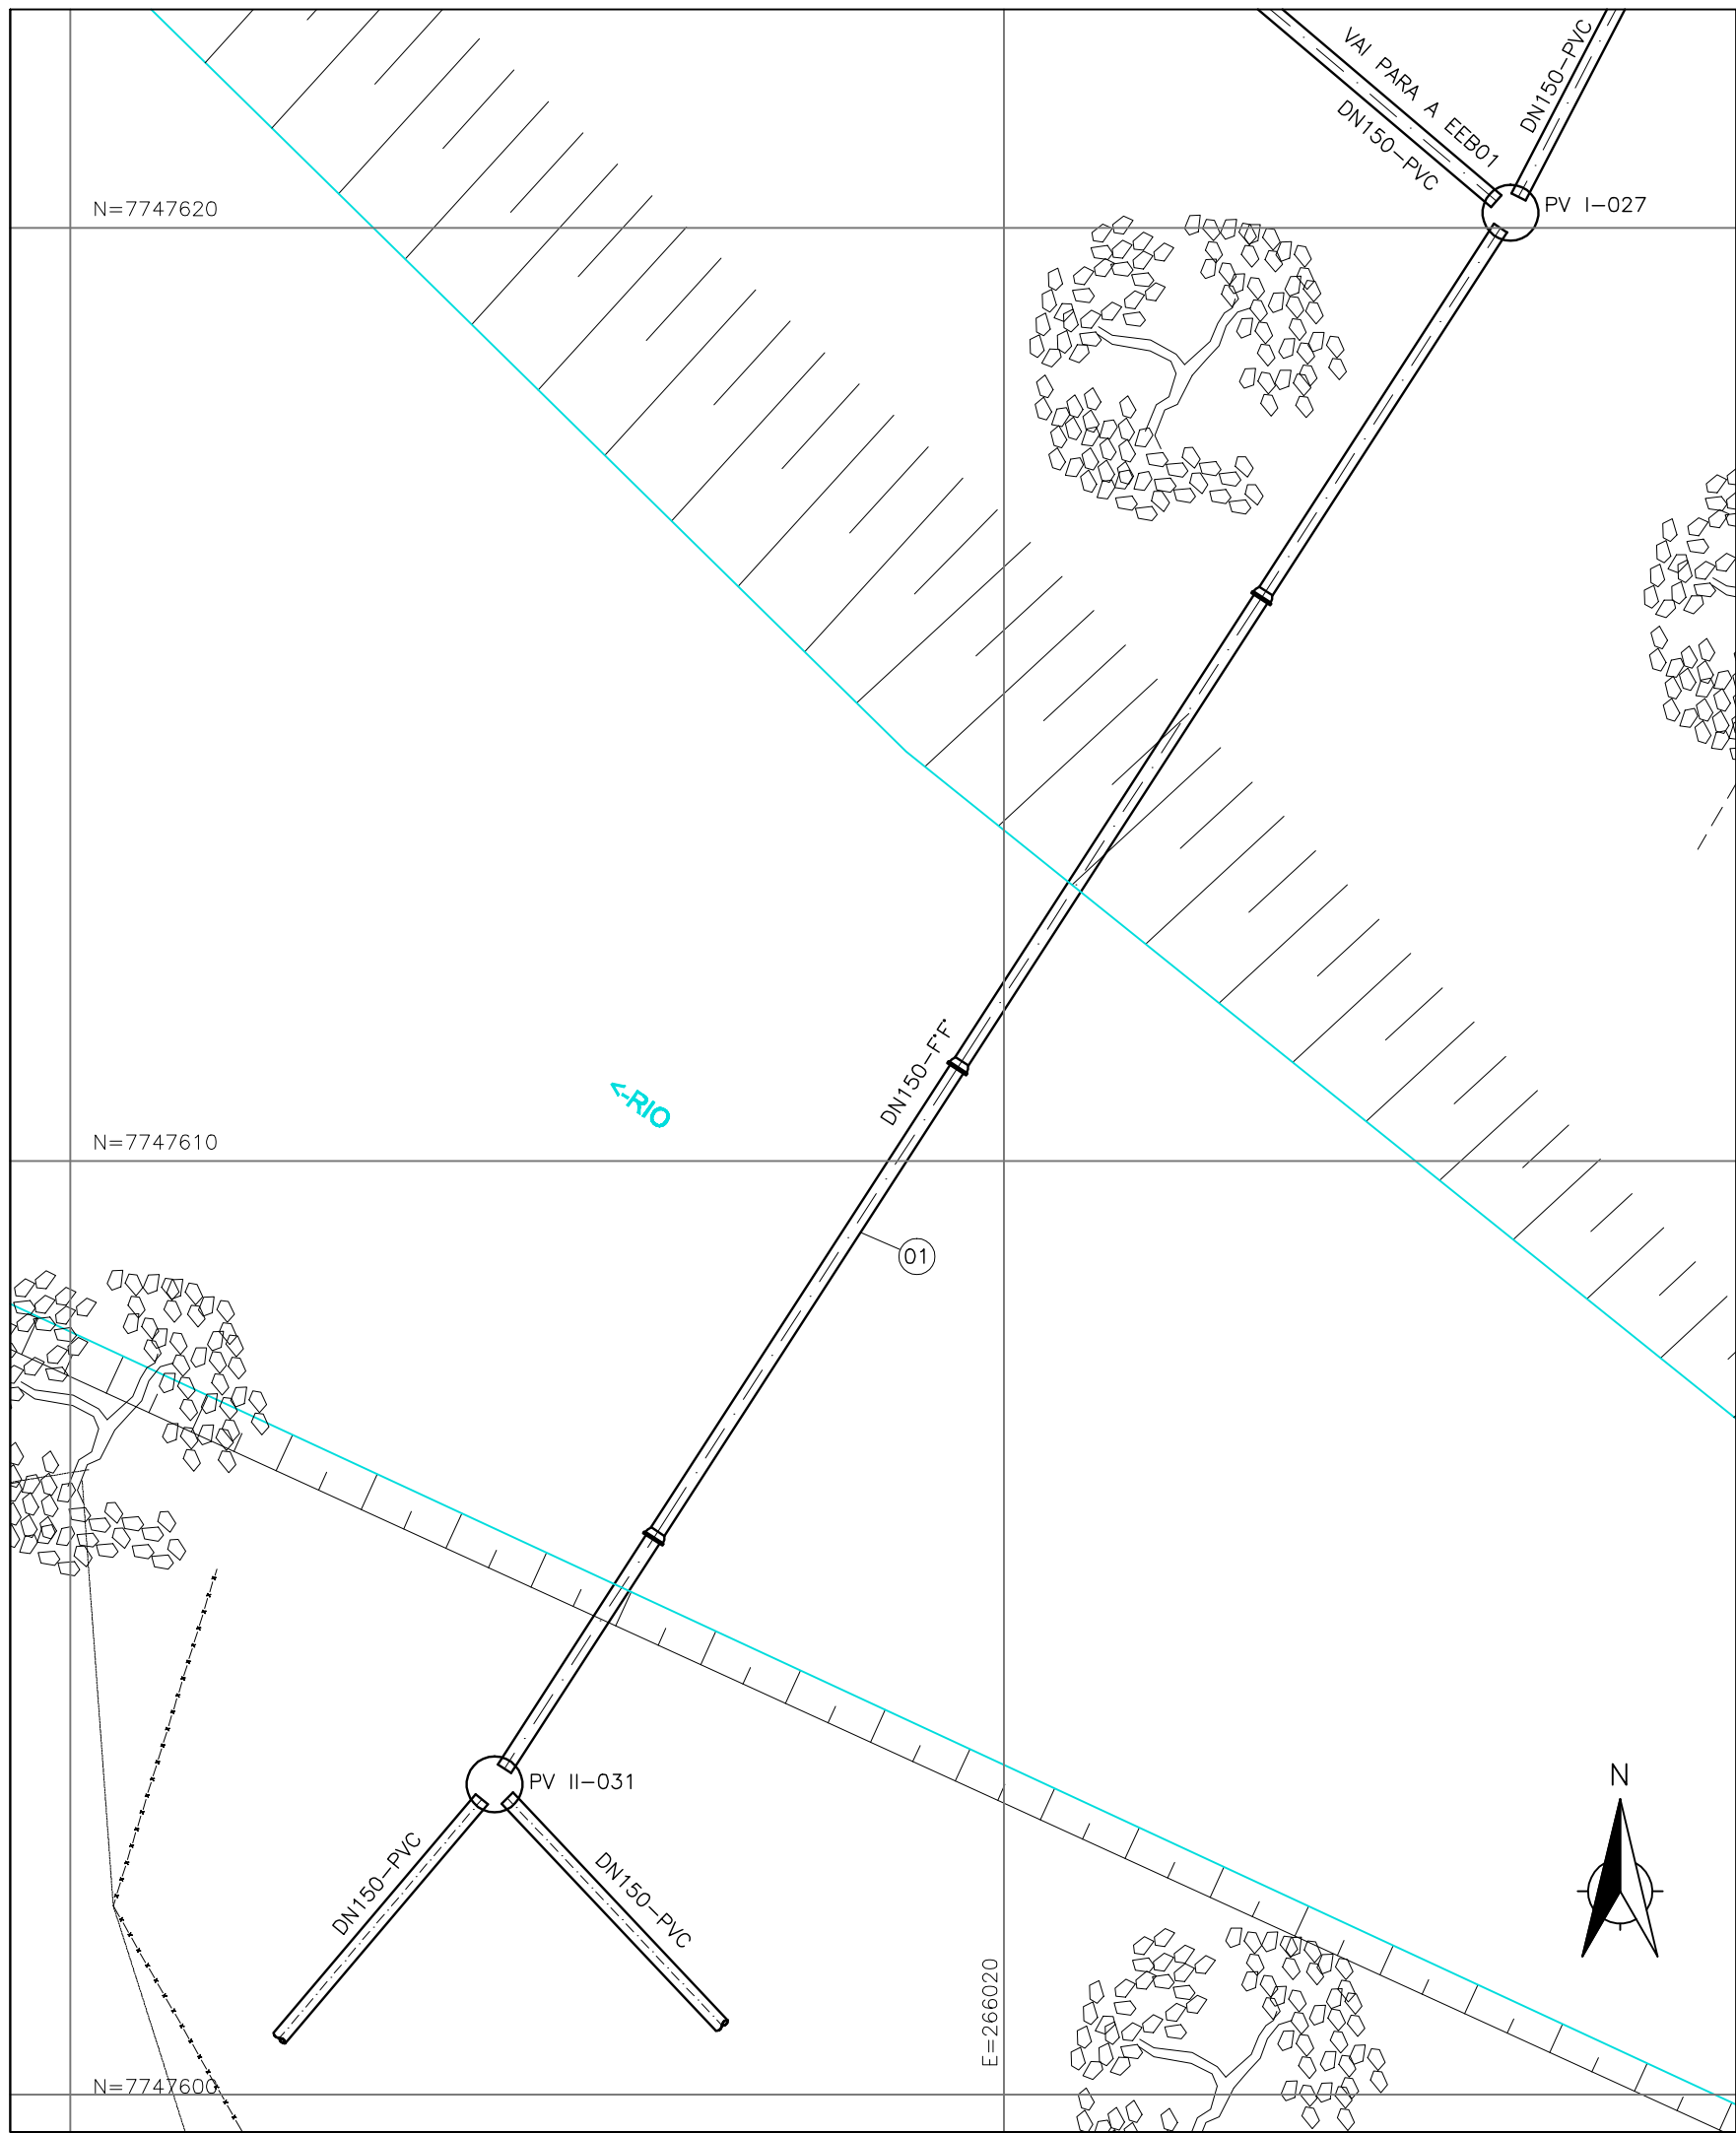 VAI PARA A EEB01
DN150-PVC
DN150-PVC
N=7747620
PV I-027
DN150-F°F°
<-RIO
N=7747610
01
N
PV II-031
DN150-PVC
DN150-PVC
E=266020
N=7747600